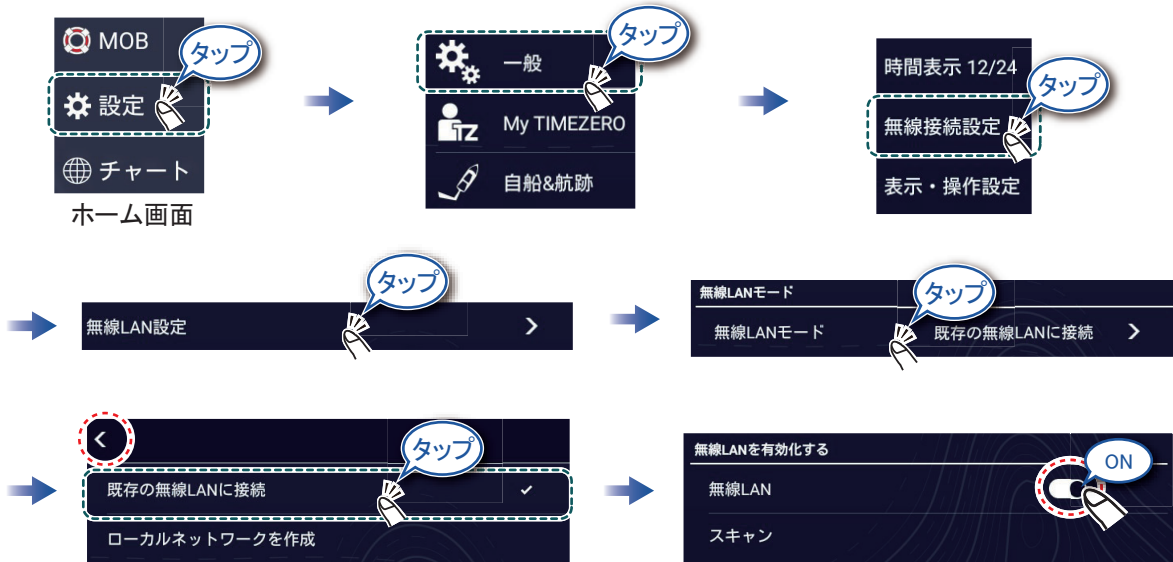 MOB
タップ
設定
チャート
ホーム画面
タップ
一般
My TIMEZERO
自船&航跡
時間表示 12/24
タップ
無線接続設定
表示・操作設定
タップ
無線LAN設定
無線LANモード
タップ
無線LANモード
既存の無線LANに接続
タップ
既存の無線LANに接続
ローカルネットワークを作成
無線LANを有効化する
ON
無線LAN
スキャン